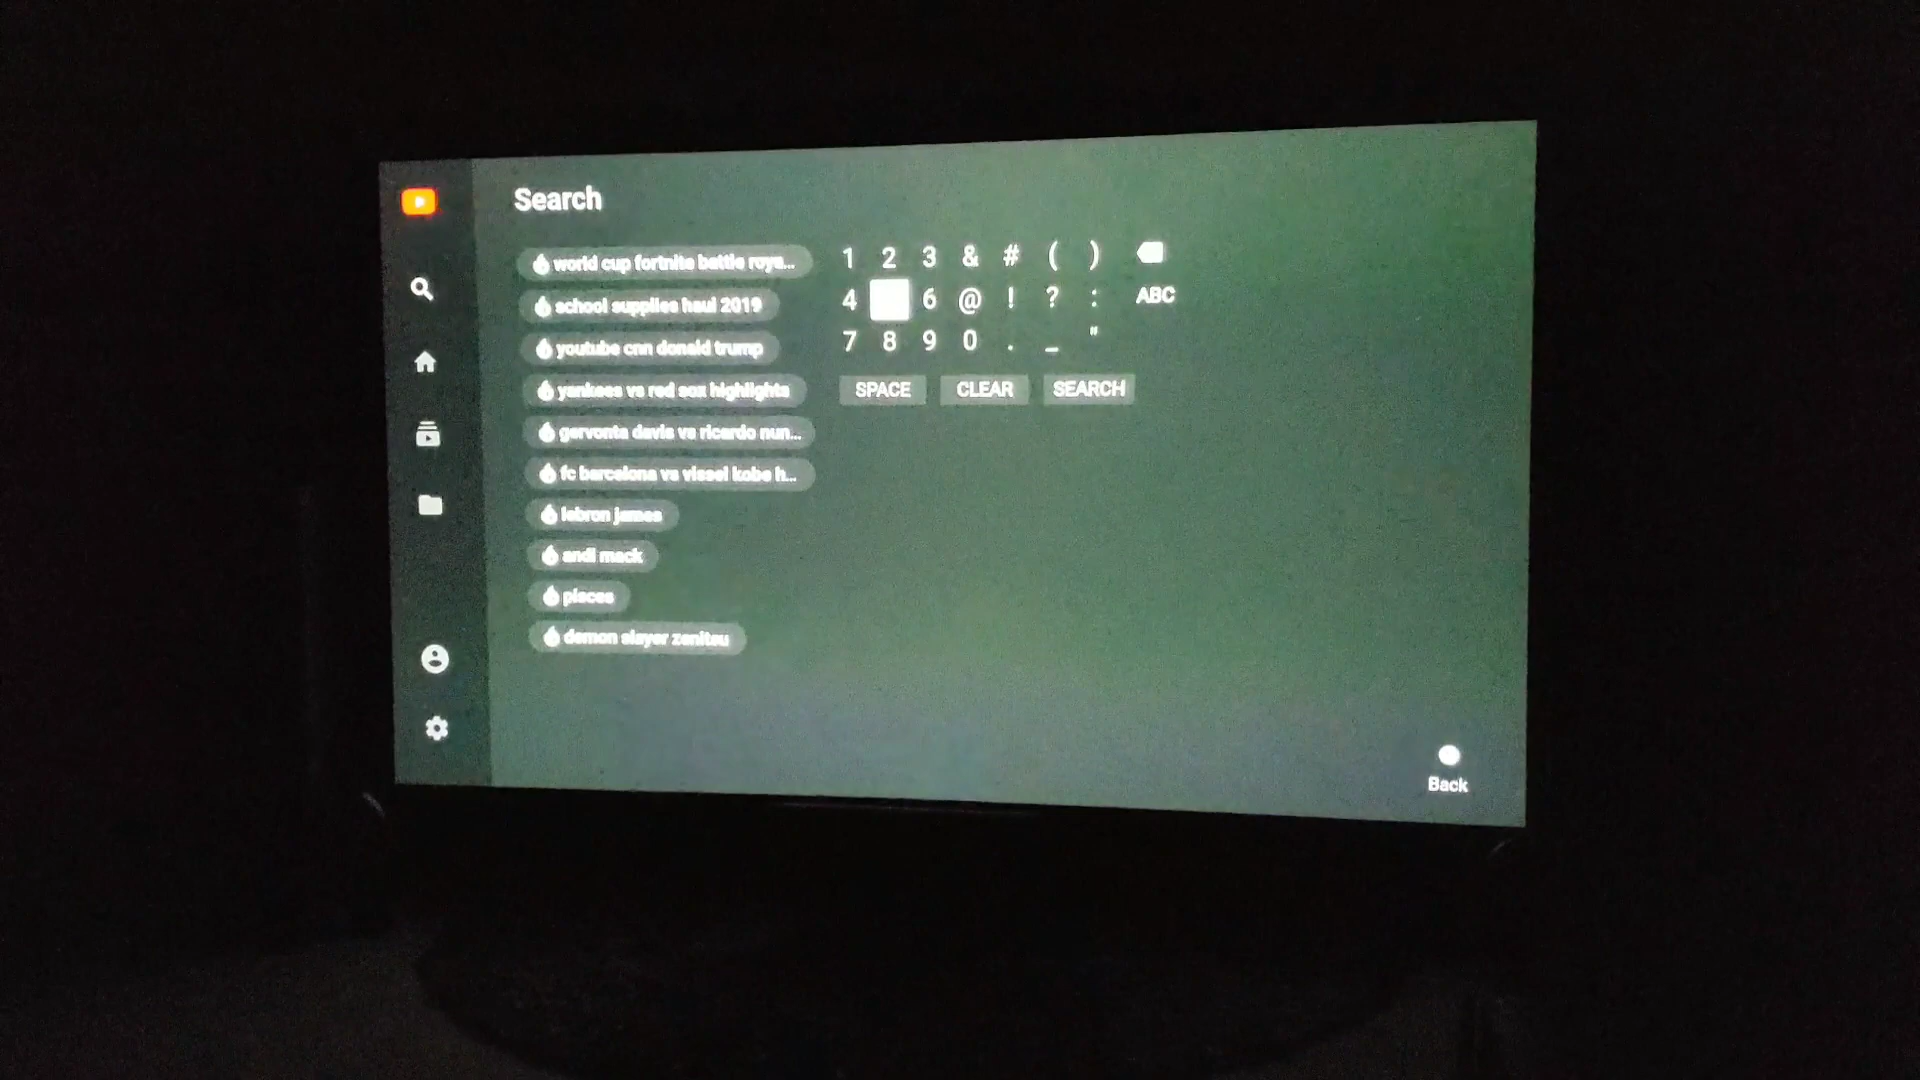 Search
world cup fortnite battle roya...
school supplies haul 2019
youtube cnn donald trump
yankees vs red sox highlights
gervonta davis vs ricardo nun...
fc barcelona vs vissel kobe h...
lebron james
andi mack
pisces
demon slayer zenitsu
1 2 3 & # ( )
4 6 @ ! ? : ABC
7 8 9 0 . _ "
SPACE CLEAR SEARCH
Back